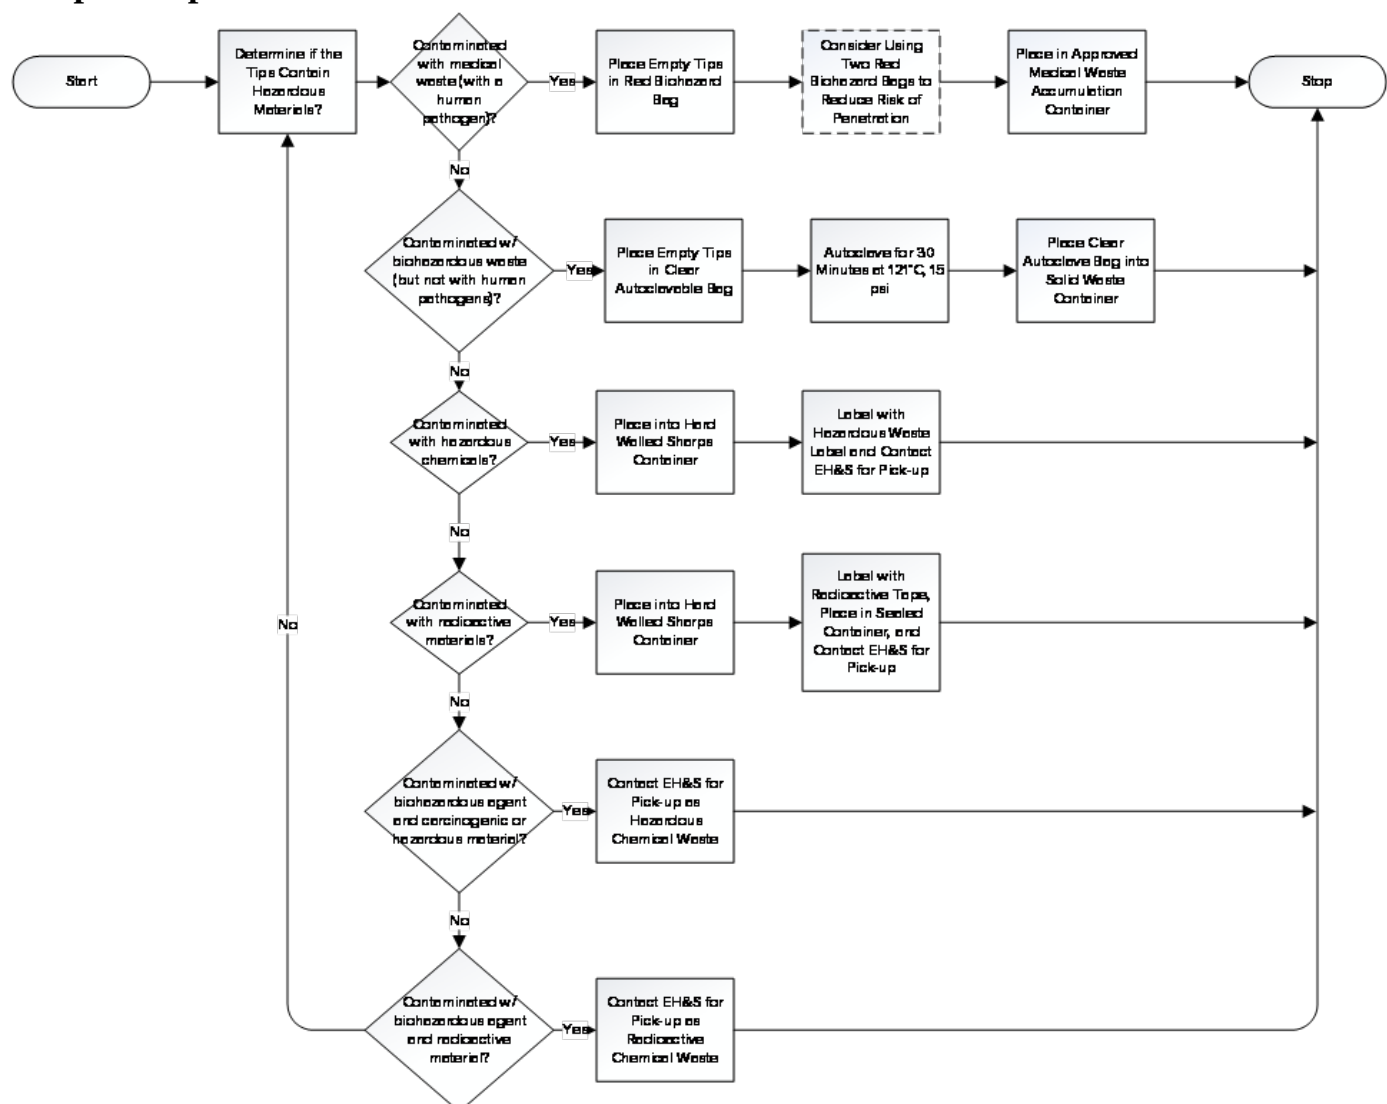 Start
Determine if the
Tips Contain
Hazardous
Materials?
Contaminated
with medical
waste (with a
human
pathogen)?
Yes
Place Empty Tips
in Red Biohazard
Bag
Consider Using
Two Red
Biohazard Bags to
Reduce Risk of
Penetration
Place in Approved
Medical Waste
Accumulation
Container
Stop
No
Contaminated w/
biohazardous waste
(but not with human
pathogens)?
Yes
Place Empty Tips
in Clear
Autoclavable Bag
Autoclave for 30
Minutes at 121°C, 15
psi
Place Clear
Autoclave Bag into
Solid Waste
Container
No
Contaminated
with hazardous
chemicals?
Yes
Place into Hard
Walled Sharps
Container
Label with
Hazardous Waste
Label and Contact
EH&S for Pick-up
No
Contaminated
with radioactive
materials?
Yes
Place into Hard
Walled Sharps
Container
Label with
Radioactive Tape,
Place in Sealed
Container, and
Contact EH&S for
Pick-up
No
No
Contaminated w/
biohazardous agent
and carcinogenic or
hazardous material?
Yes
Contact EH&S for
Pick-up as
Hazardous
Chemical Waste
No
Contaminated w/
biohazardous agent
and radioactive
material?
Yes
Contact EH&S for
Pick-up as
Radioactive
Chemical Waste